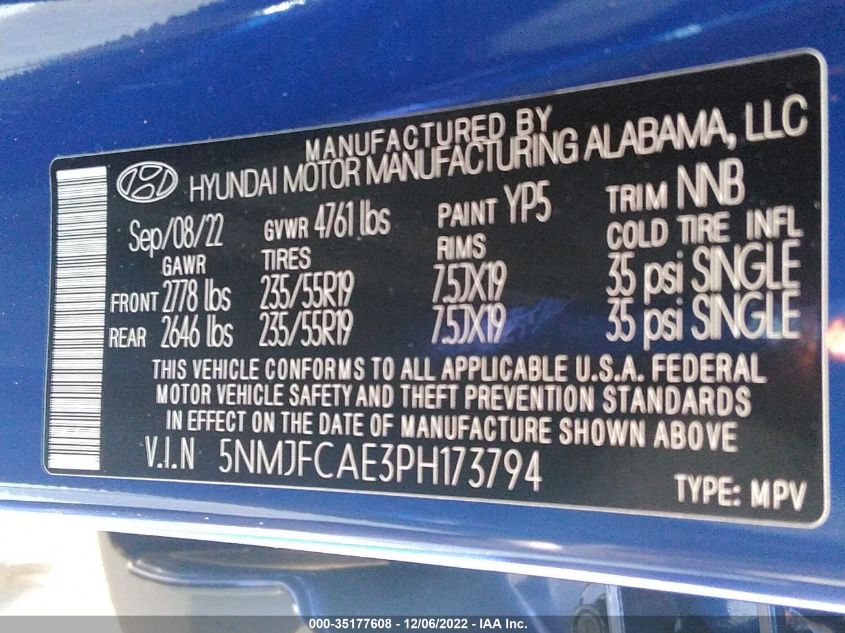 MANUFACTURED BY
HYUNDAI MOTOR MANUFACTURING ALABAMA, LLC
Sep/08/22 GVWR 4761 lbs PAINT YP5 TRIM NNB
GAWR TIRES RIMS COLD TIRE INFL
FRONT 2778 lbs 235/55R19 7.5JX19 35 psi SINGLE
REAR 2646 lbs 235/55R19 7.5JX19 35 psi SINGLE
THIS VEHICLE CONFORMS TO ALL APPLICABLE U.S.A. FEDERAL
MOTOR VEHICLE SAFETY AND THEFT PREVENTION STANDARDS
IN EFFECT ON THE DATE OF MANUFACTURE SHOWN ABOVE
V.I.N 5NMJFCAE3PH173794
TYPE: MPV
000-35177608 - 12/06/2022 - IAA Inc.